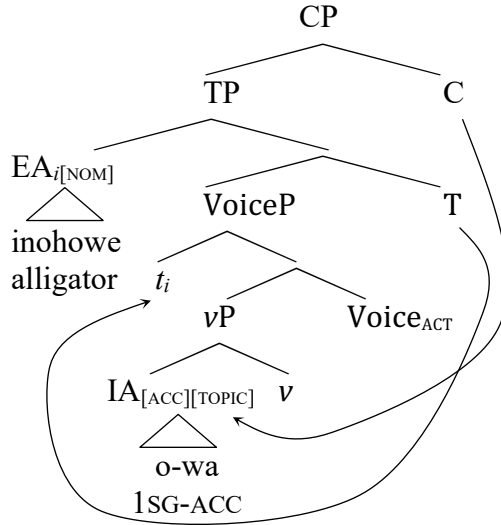 CP
TP C
EAi[NOM]
VoiceP T
inohowe
alligator ti
vP VoiceACT
IA[ACC][TOPIC] v
o-wa
1SG-ACC